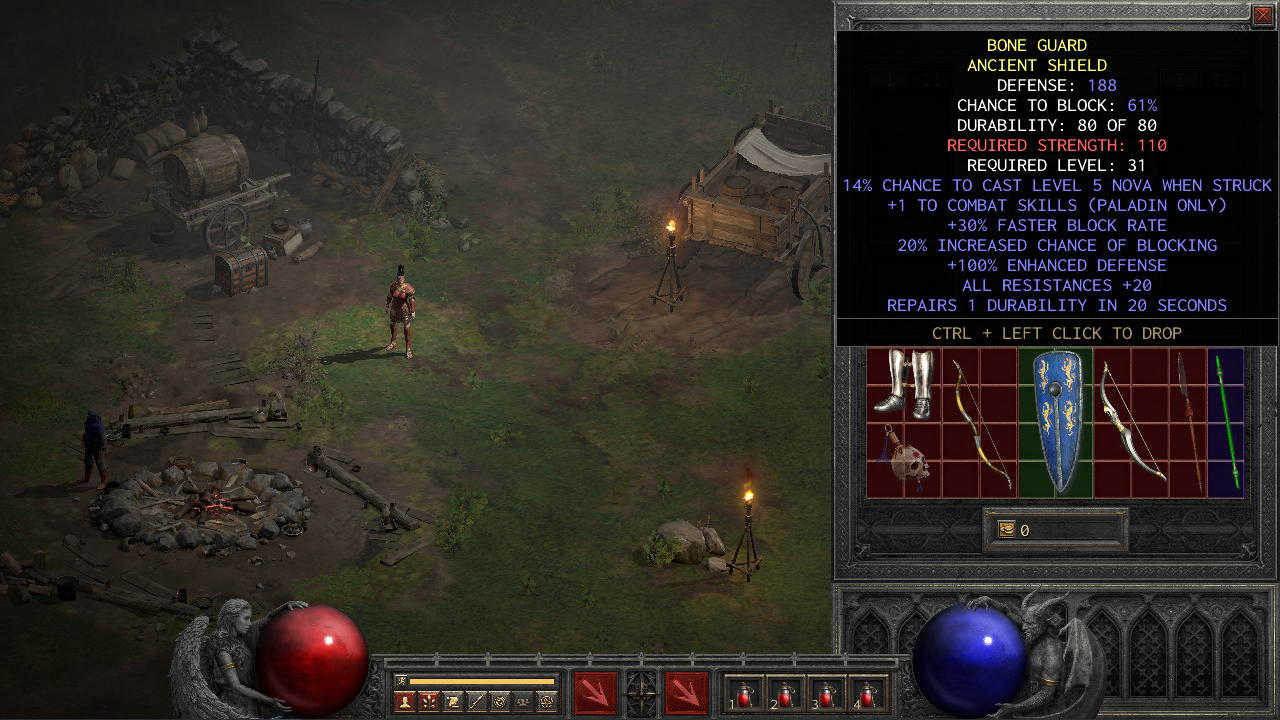 BONE GUARD
ANCIENT SHIELD
DEFENSE: 188
CHANCE TO BLOCK: 61%
DURABILITY: 80 OF 80
REQUIRED STRENGTH: 110
REQUIRED LEVEL: 31
14% CHANCE TO CAST LEVEL 5 NOVA WHEN STRUCK
+1 TO COMBAT SKILLS (PALADIN ONLY)
+30% FASTER BLOCK RATE
20% INCREASED CHANCE OF BLOCKING
+100% ENHANCED DEFENSE
ALL RESISTANCES +20
REPAIRS 1 DURABILITY IN 20 SECONDS
CTRL + LEFT CLICK TO DROP
0
1 2 3 4